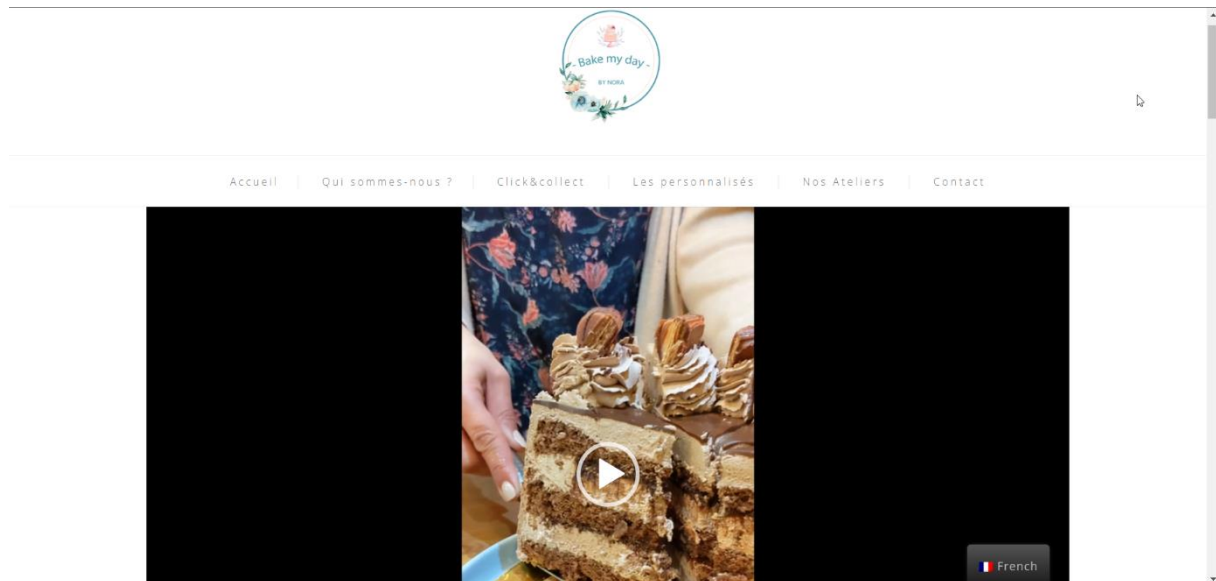 - Bake my day -
BY NORA
Accueil Qui sommes-nous ? Click&collect Les personnalisés Nos Ateliers Contact
French